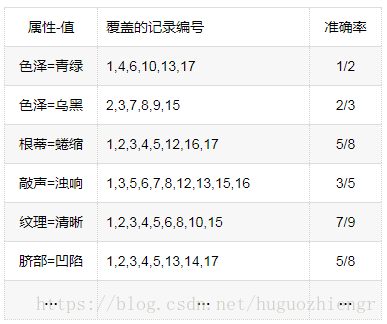 属性-值 覆盖的记录编号 准确率
色泽=青绿 1,4,6,10,13,17 1/2
色泽=乌黑 2,3,7,8,9,15 2/3
根蒂=蜷缩 1,2,3,4,5,12,16,17 5/8
敲声=浊响 1,3,5,6,7,8,12,13,15,16 3/5
纹理=清晰 1,2,3,4,5,6,8,10,15 7/9
脐部=凹陷 1,2,3,4,5,13,14,17 5/8
... ... ...
https://blog.csdn.net/huguozhiengr